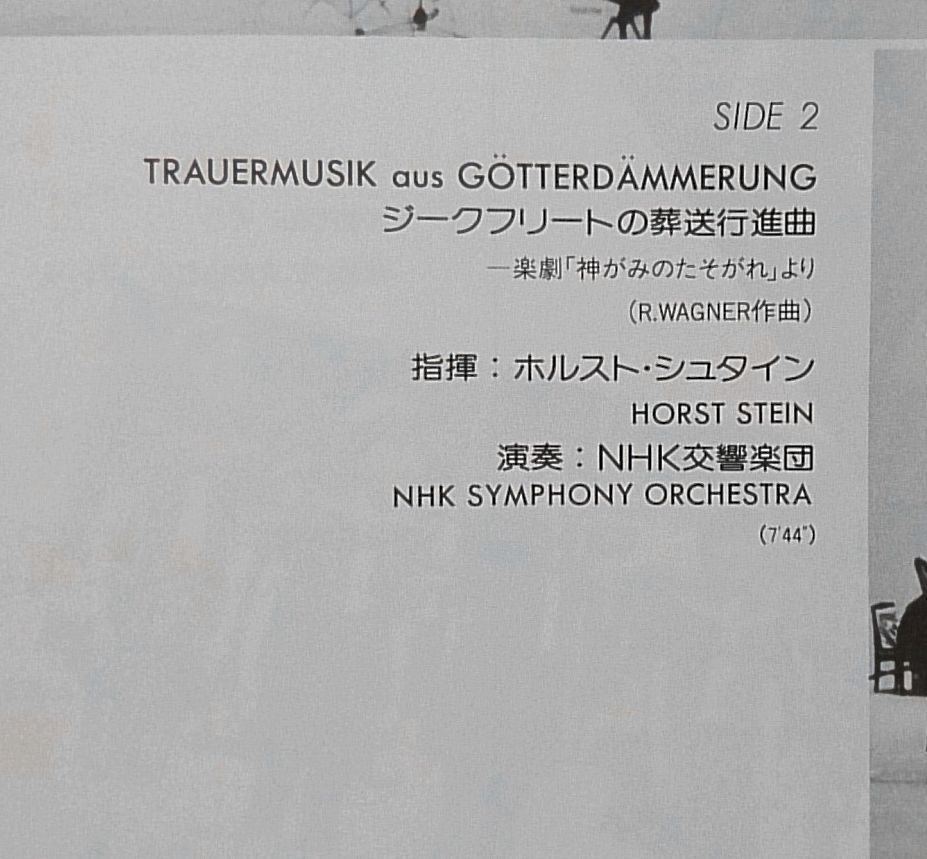 SIDE 2
TRAUERMUSIK aus GÖTTERDÄMMERUNG
ジークフリートの葬送行進曲
―楽劇「神がみのたそがれ」より
(R.WAGNER作曲)
指揮：ホルスト・シュタイン
HORST STEIN
演奏：NHK交響楽団
NHK SYMPHONY ORCHESTRA
(7'44")